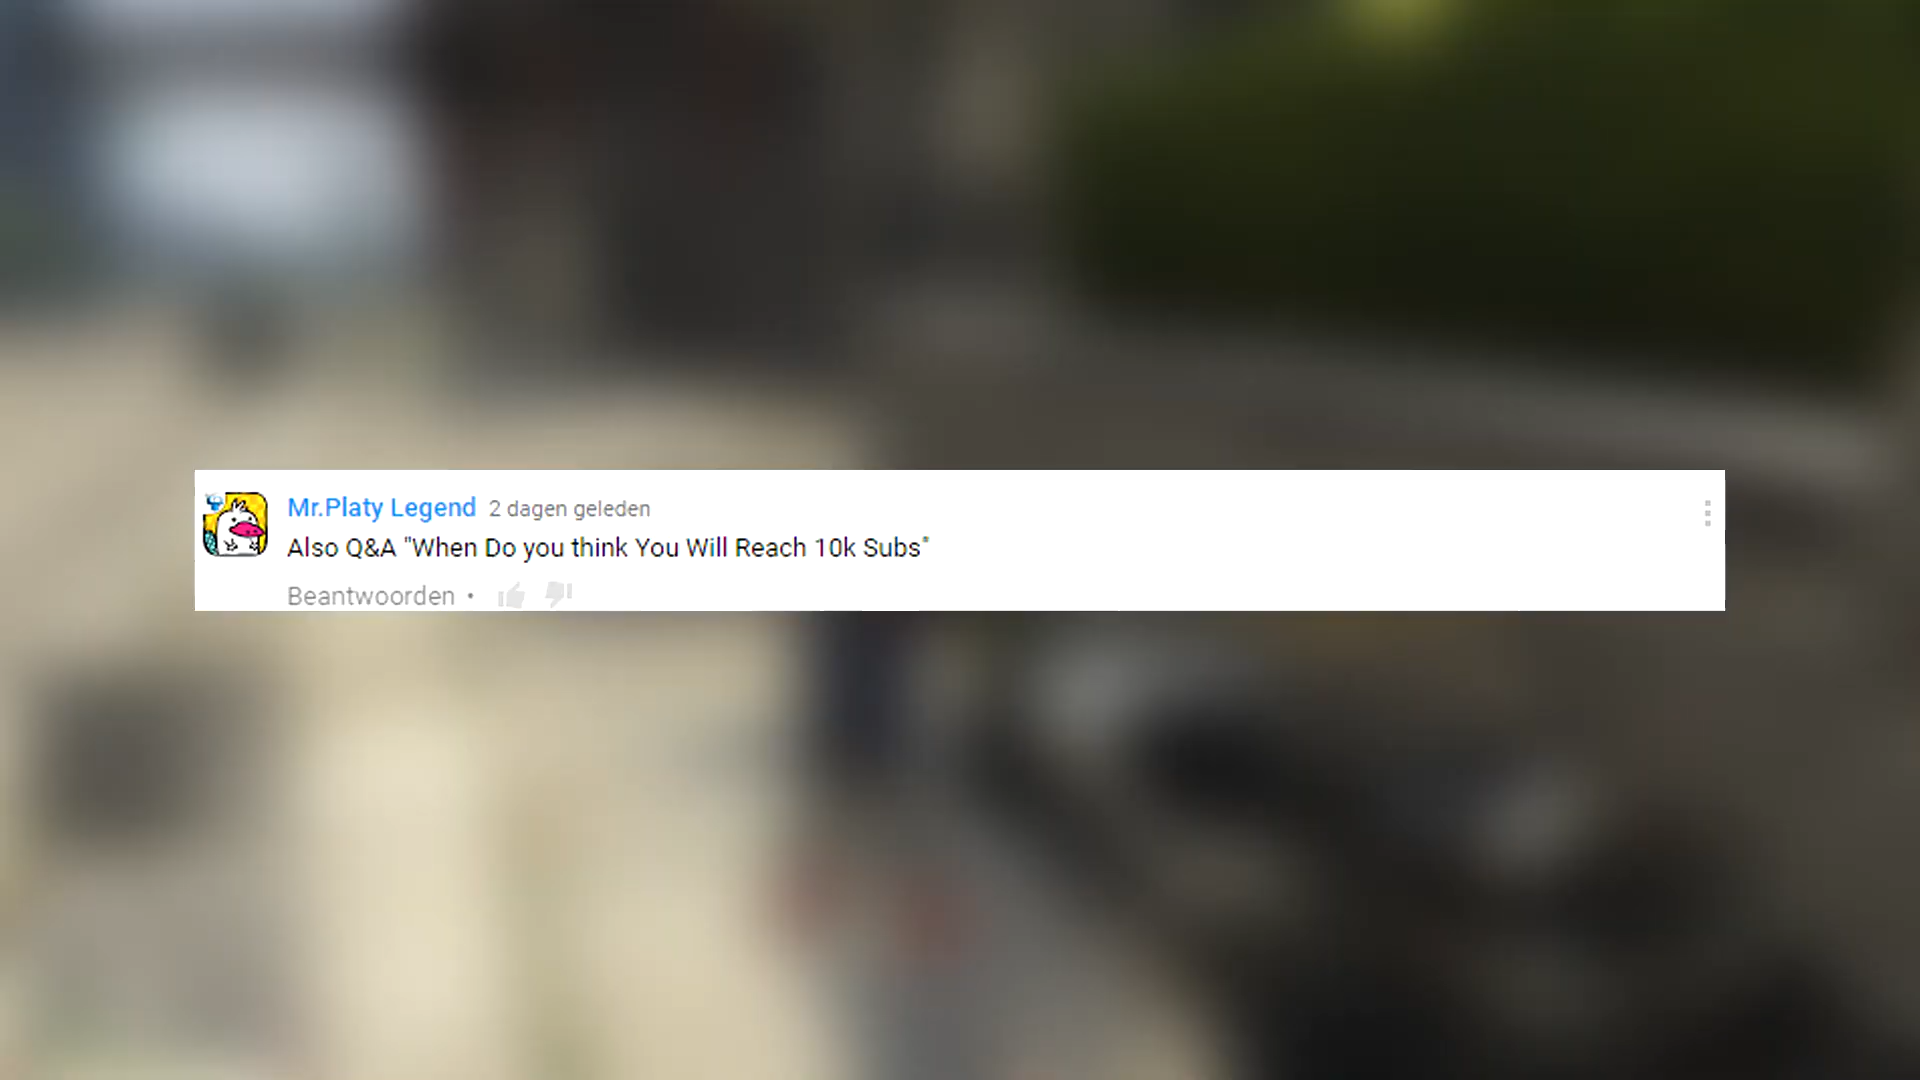 Mr.Platy Legend 2 dagen geleden
Also Q&A "When Do you think You Will Reach 10k Subs"
Beantwoorden •